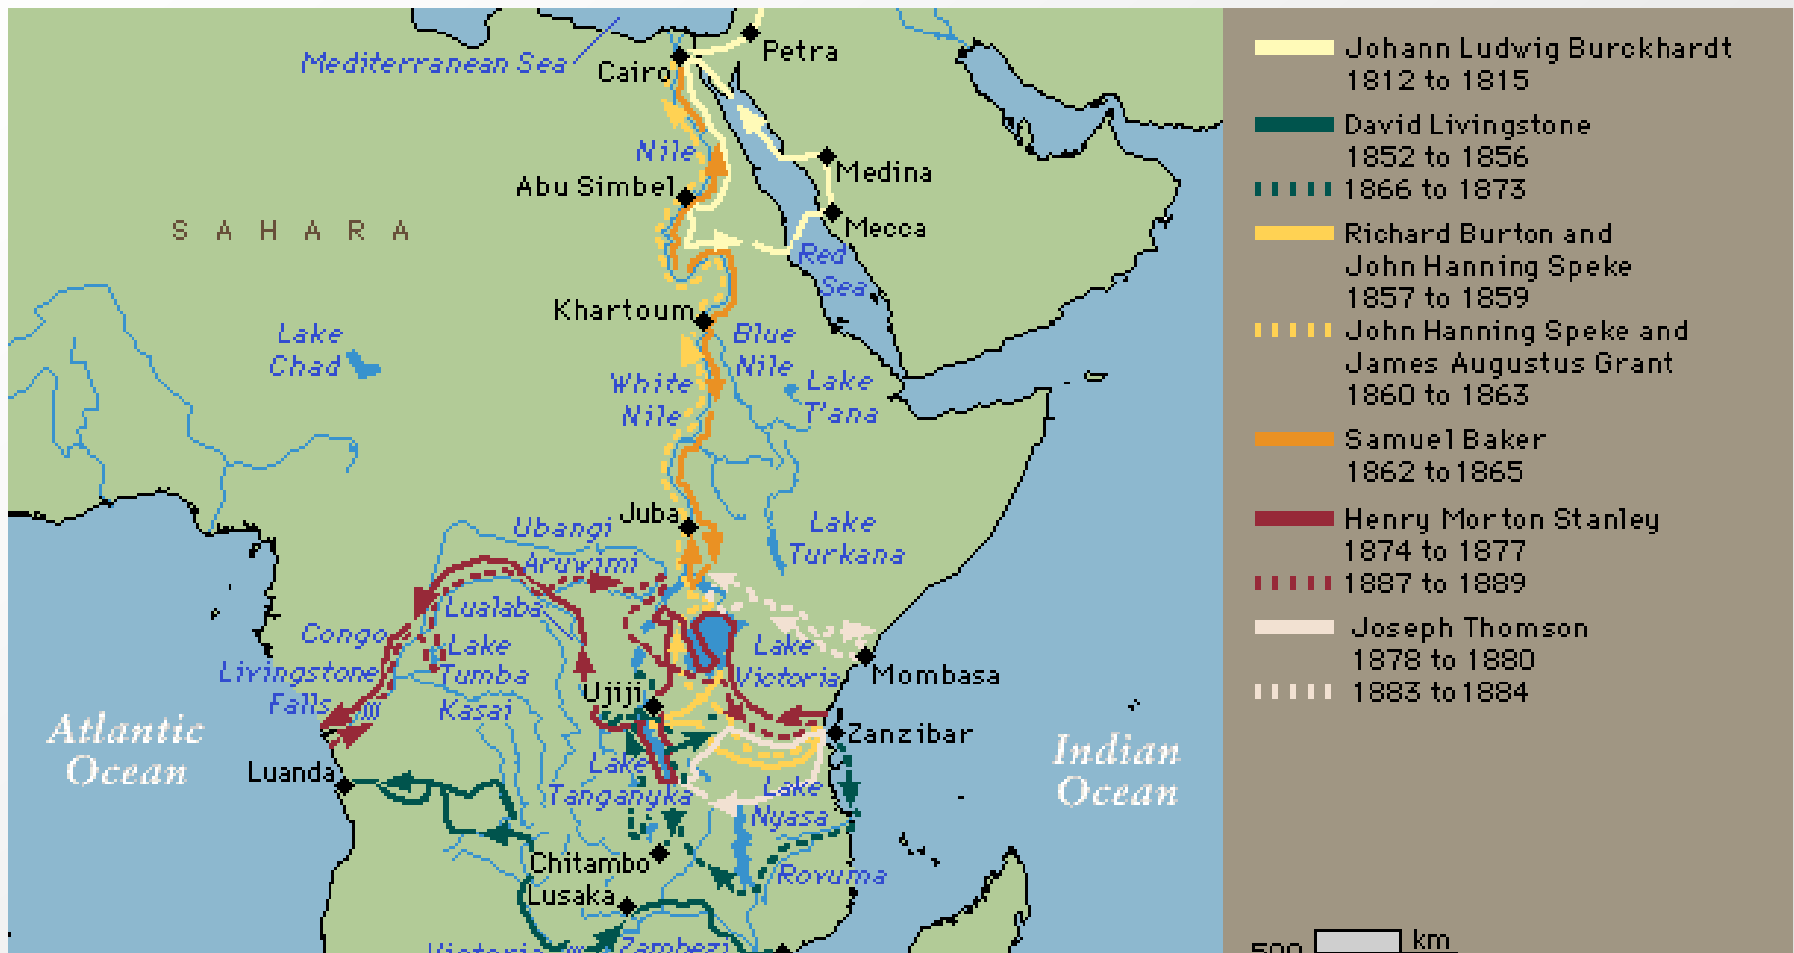 Mediterranean Sea
Petra
Cairo
Nile
Abu Simbel
Medina
Mecca
SAHARA
Red
Sea
Khartoum
Lake
Chad
Blue
Nile
White
Nile
Lake
T'ana
Juba
Ubangi
Lake
Turkana
Aruwimi
Lualaba
Congo
Lake
Tumba
Lake
Victoria
Livingstone
Falls
Mombasa
Ujiji
Kasai
Atlantic
Ocean
Zanzibar
Indian
Ocean
Luanda
Lake
Tanganyka
Lake
Nyasa
Chitambo
Rovuma
Lusaka
Victoria
Zambezi
Johann Ludwig Burckhardt
1812 to 1815
David Livingstone
1852 to 1856
1866 to 1873
Richard Burton and
John Hanning Speke
1857 to 1859
John Hanning Speke and
James Augustus Grant
1860 to 1863
Samuel Baker
1862 to 1865
Henry Morton Stanley
1874 to 1877
1887 to 1889
Joseph Thomson
1878 to 1880
1883 to 1884
500 km